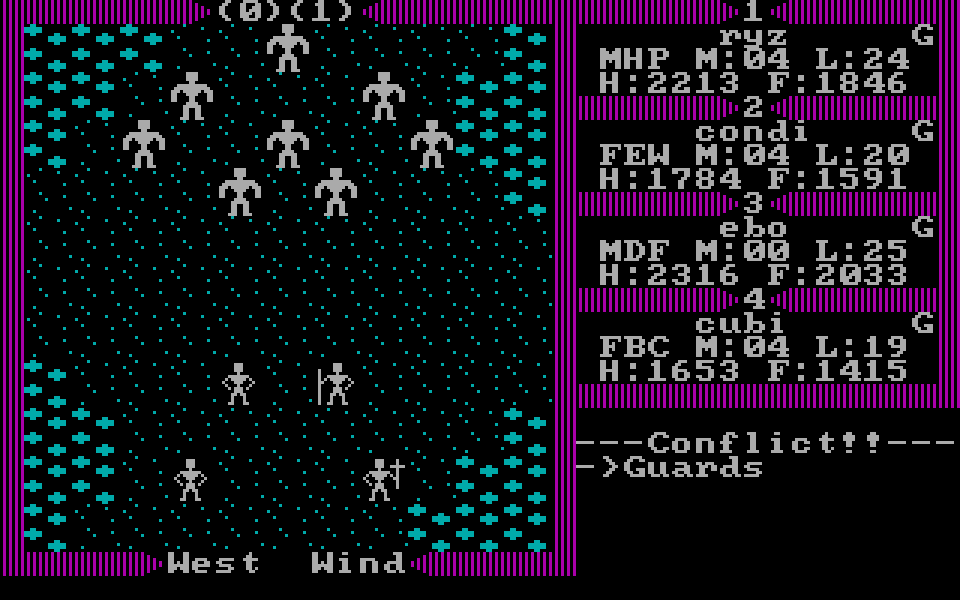 (0)(1)
1
ryz G
MHP M:04 L:24
H:2213 F:1846
2
condi G
FEW M:04 L:20
H:1784 F:1591
3
ebo G
MDF M:00 L:25
H:2316 F:2033
4
cubi G
FBC M:04 L:19
H:1653 F:1415
---Conflict!!---
->Guards
West Wind